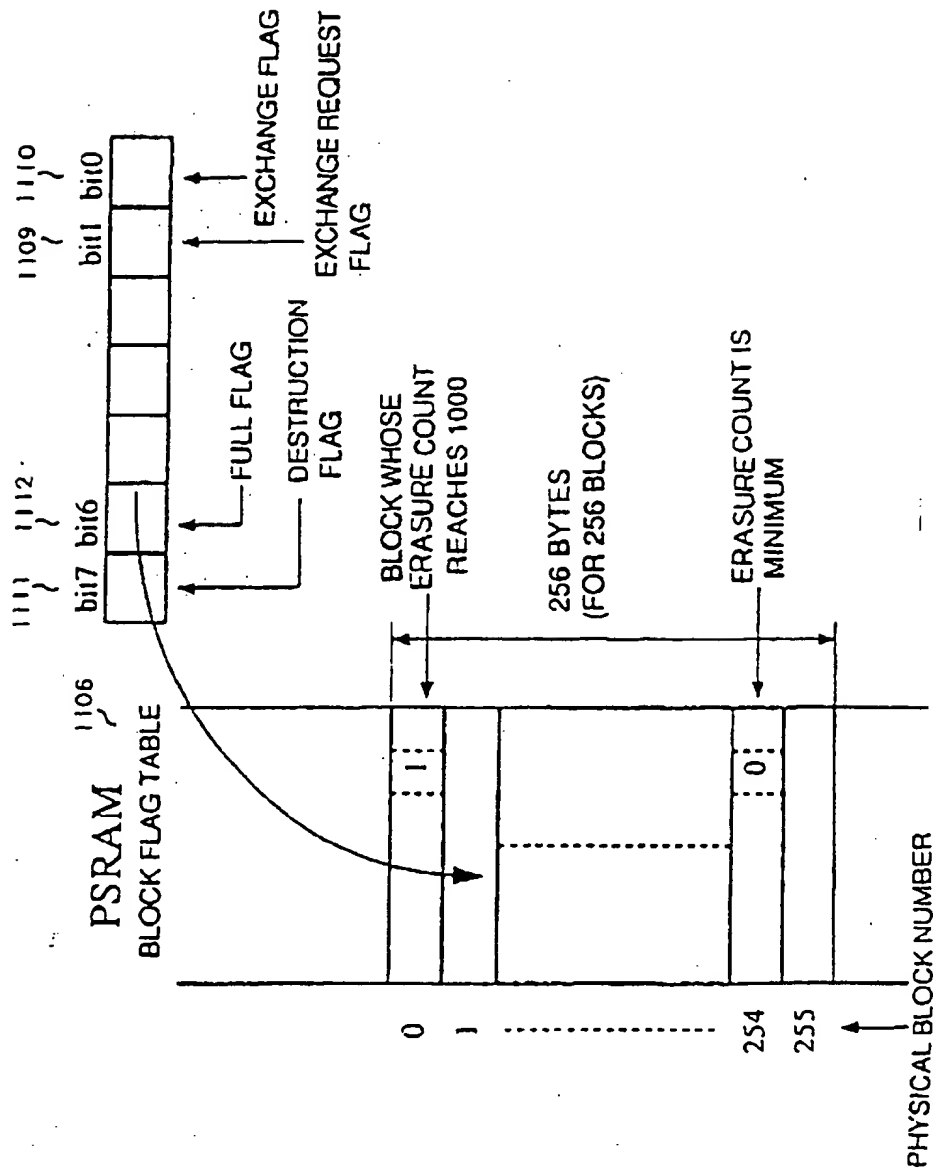 PSRAM 1106
BLOCK FLAG TABLE
1111 1112 1109 1110
bit7 bit6 bit1 bit0
FULL FLAG
DESTRUCTION
FLAG
EXCHANGE FLAG
EXCHANGE REQUEST
FLAG
0
1
254
255
1
0
BLOCK WHOSE
ERASURE COUNT
REACHES 1000
256 BYTES
(FOR 256 BLOCKS)
ERASURE COUNT IS
MINIMUM
PHYSICAL BLOCK NUMBER